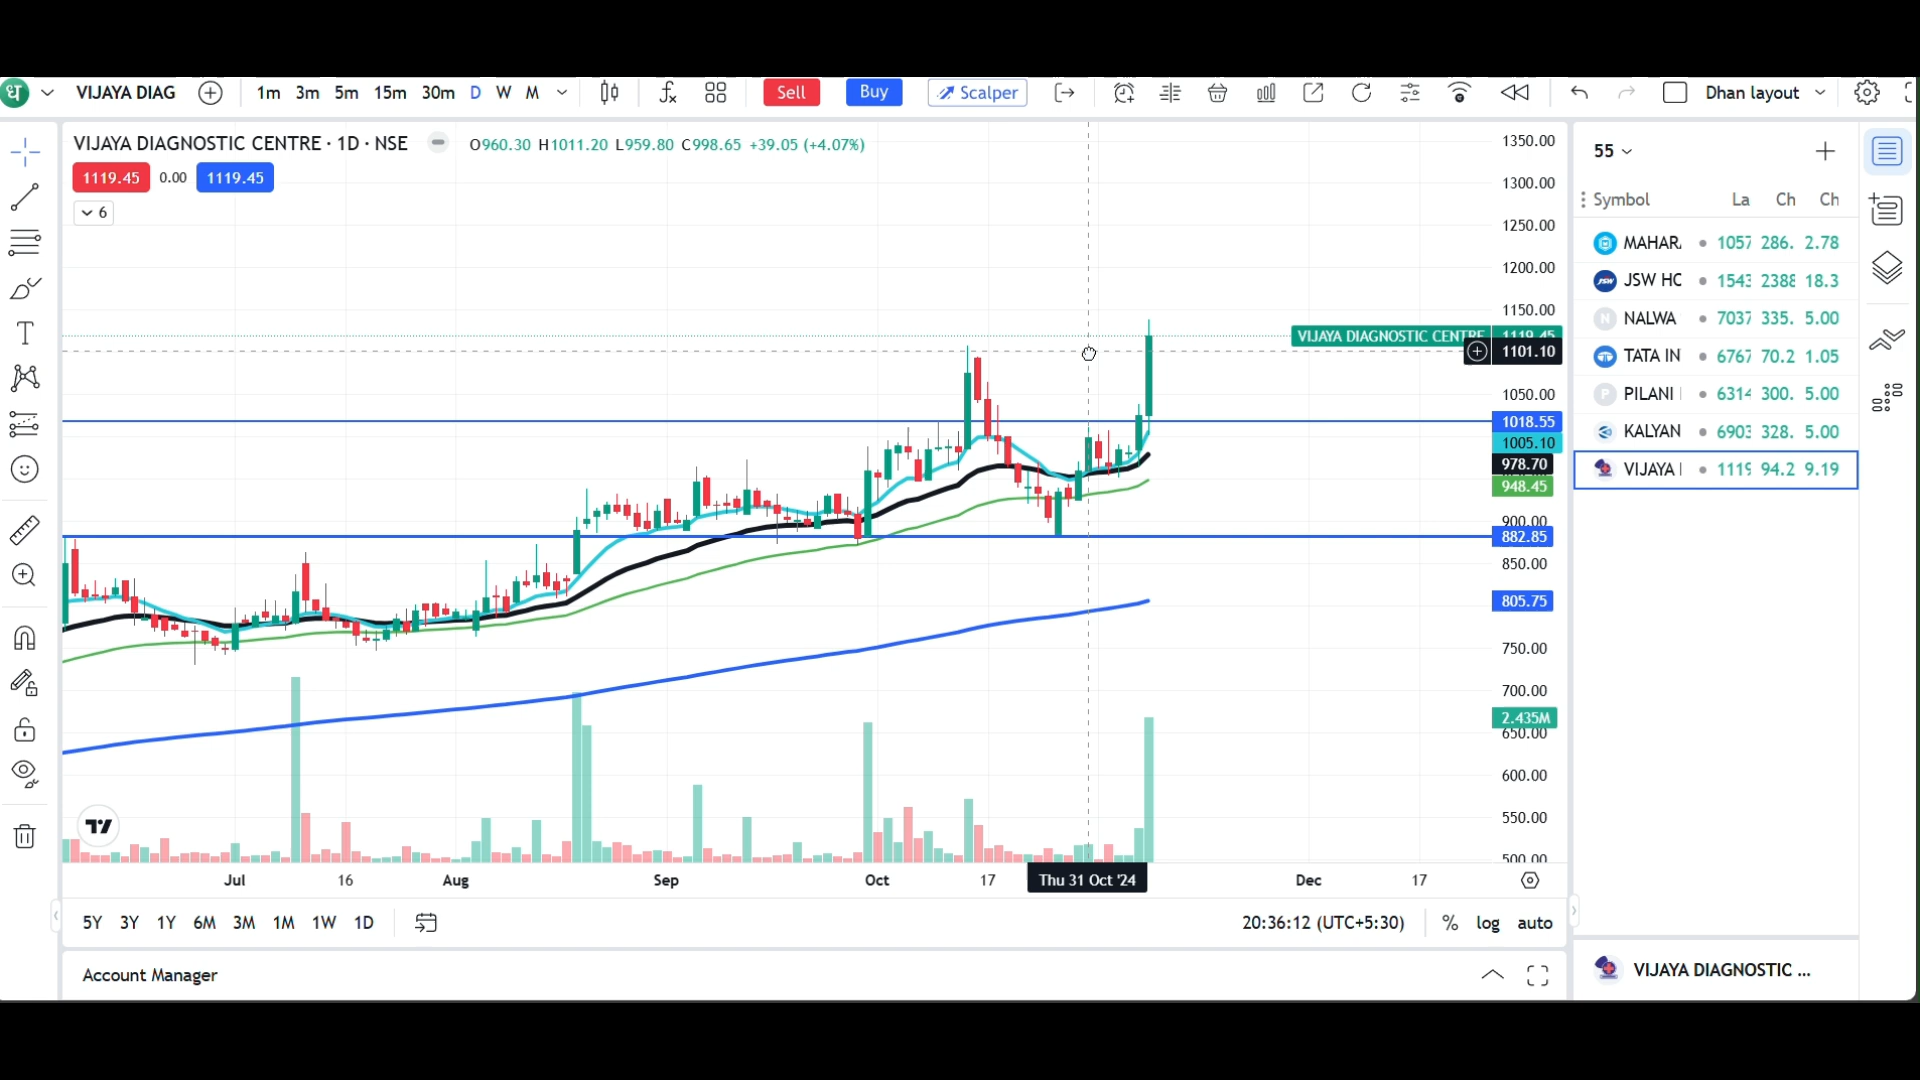 ध VIJAYA DIAG 1m 3m 5m 15m 30m D W M Sell Buy Scalper Dhan layout
VIJAYA DIAGNOSTIC CENTRE · 1D · NSE O960.30 H1011.20 L959.80 C998.65 +39.05 (+4.07%)
1119.45 0.00 1119.45
6
1350.00
1300.00
1250.00
1200.00
1150.00
VIJAYA DIAGNOSTIC CENTRE 1119.45
1101.10
1050.00
1018.55
1005.10
978.70
948.45
900.00
882.85
850.00
805.75
750.00
700.00
2.435M
650.00
600.00
550.00
500.00
Jul 16 Aug Sep Oct 17 Thu 31 Oct '24 Dec 17
5Y 3Y 1Y 6M 3M 1M 1W 1D 20:36:12 (UTC+5:30) % log auto
Account Manager
55
Symbol La Ch Ch
MAHAR 1057 286. 2.78
JSW HC 1543 2388 18.3
N NALWA 7037 335. 5.00
TATA IN 6767 70.2 1.05
P PILANI 6314 300. 5.00
KALYAN 6903 328. 5.00
VIJAYA 1119 94.2 9.19
VIJAYA DIAGNOSTIC ...